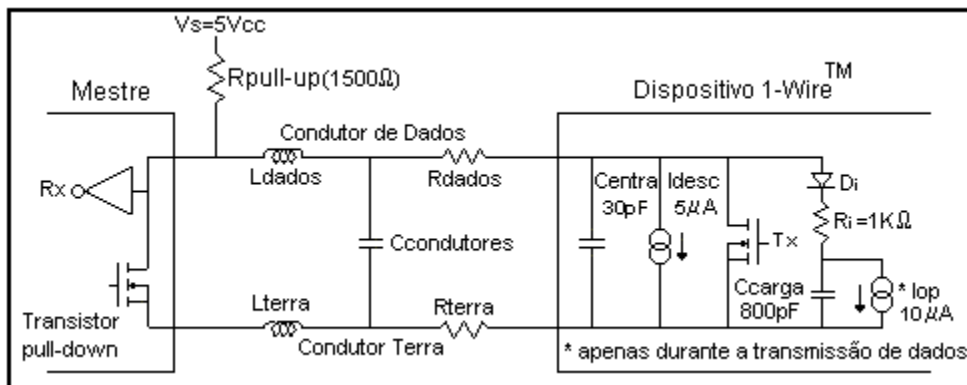 Vs=5Vcc
Rpull-up(1500Ω)
Mestre
Dispositivo 1-Wire™
Condutor de Dados
Rx
Ldados
Rdados
Centra
30pF
Idesc
5µA
Di
Ri=1KΩ
Tx
Ccondutores
Ccarga
800pF
* Iop
10µA
Lterra
Rterra
Transistor
pull-down
Condutor Terra
* apenas durante a transmissão de dados